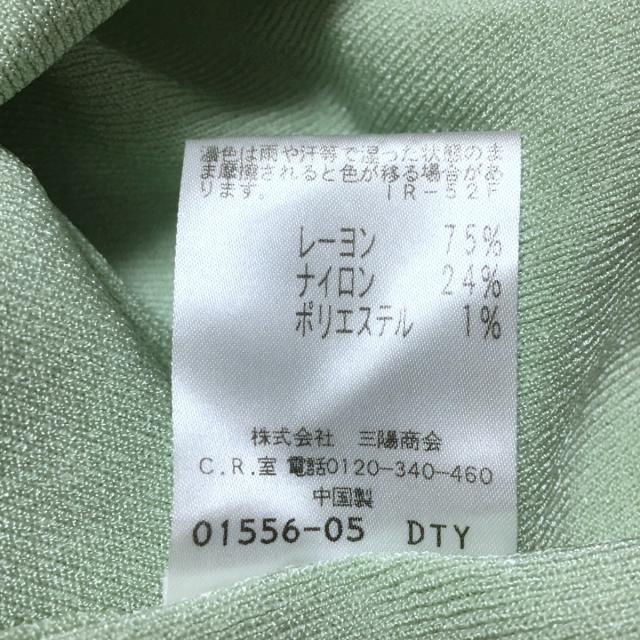 濃色は雨や汗等で湿った状態のま
ま摩擦されると色が移る場合があ
ります。 IR-52F
レーヨン 75%
ナイロン 24%
ポリエステル 1%
株式会社 三陽商会
C.R.室 電話0120-340-460
中国製
01556-05 DTY